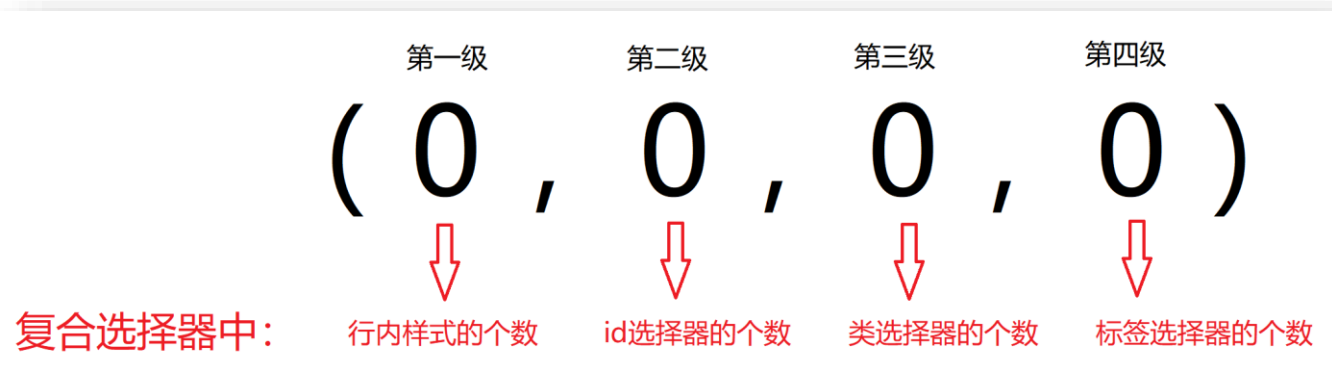 第一级 第二级 第三级 第四级
( 0 , 0 , 0 , 0 )
复合选择器中： 行内样式的个数 id选择器的个数 类选择器的个数 标签选择器的个数